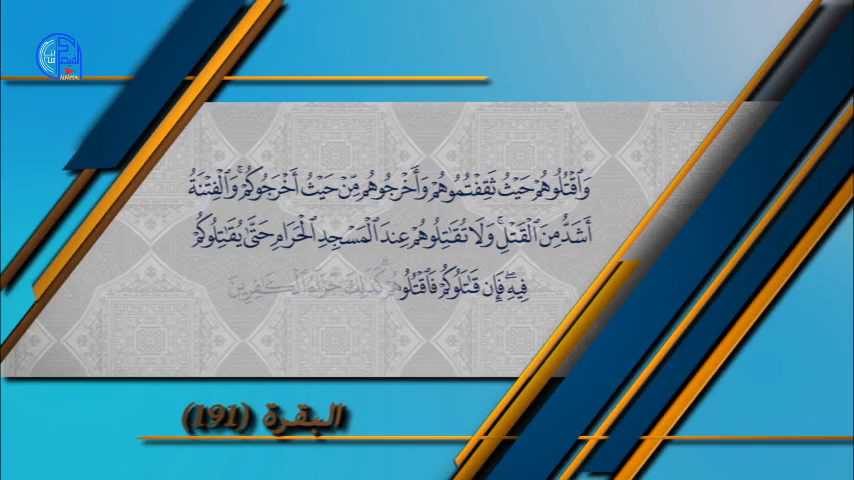 وَٱقْتُلُوهُمْ حَيْثُ ثَقِفْتُمُوهُمْ وَأَخْرِجُوهُم مِّنْ حَيْثُ أَخْرَجُوكُمْ ۚ وَٱلْفِتْنَةُ
أَشَدُّ مِنَ ٱلْقَتْلِ ۚ وَلَا تُقَٰتِلُوهُمْ عِندَ ٱلْمَسْجِدِ ٱلْحَرَامِ حَتَّىٰ يُقَٰتِلُوكُمْ
فِيهِ ۖ فَإِن قَٰتَلُوكُمْ فَٱقْتُلُوهُمْ ۗ كَذَٰلِكَ جَزَآءُ ٱلْكَٰفِرِينَ
البقرة (191)